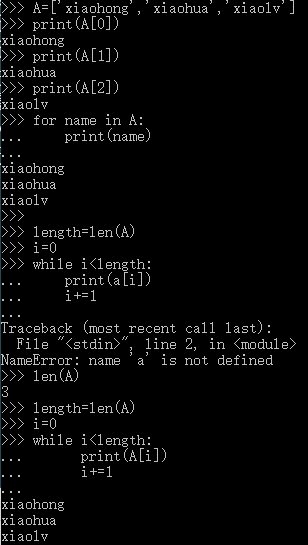 >>> A=['xiaohong','xiaohua','xiaolv']
>>> print(A[0])
xiaohong
>>> print(A[1])
xiaohua
>>> print(A[2])
xiaolv
>>> for name in A:
...     print(name)
...
xiaohong
xiaohua
xiaolv
>>>
>>> length=len(A)
>>> i=0
>>> while i<length:
...     print(a[i])
...     i+=1
...
Traceback (most recent call last):
  File "<stdin>", line 2, in <module>
NameError: name 'a' is not defined
>>> len(A)
3
>>> length=len(A)
>>> i=0
>>> while i<length:
...       print(A[i])
...       i+=1
...
xiaohong
xiaohua
xiaolv